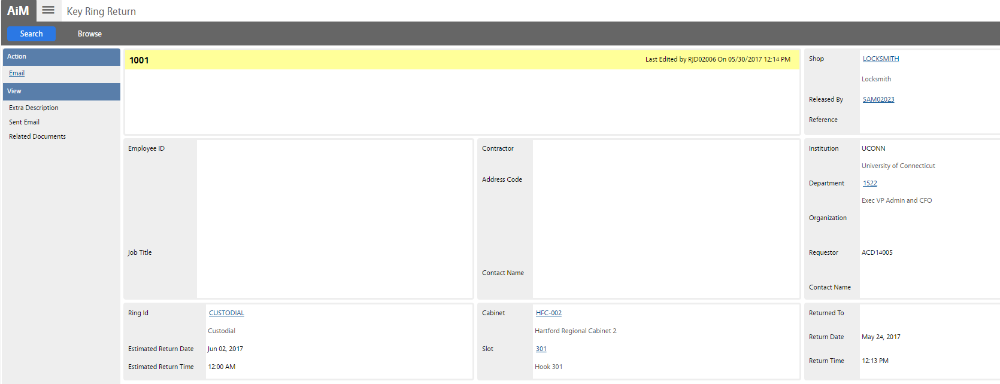 AiM Key Ring Return
Search Browse
Action
Email
View
Extra Description
Sent Email
Related Documents
1001 Last Edited by RJD02006 On 05/30/2017 12:14 PM
Shop LOCKSMITH
Locksmith
Released By SAM02023
Reference
Employee ID
Job Title
Contractor
Address Code
Contact Name
Institution UCONN
University of Connecticut
Department 1522
Exec VP Admin and CFO
Organization
Requestor ACD14005
Contact Name
Ring Id CUSTODIAL
Custodial
Estimated Return Date Jun 02, 2017
Estimated Return Time 12:00 AM
Cabinet HFC-002
Hartford Regional Cabinet 2
Slot 301
Hook 301
Returned To
Return Date May 24, 2017
Return Time 12:13 PM